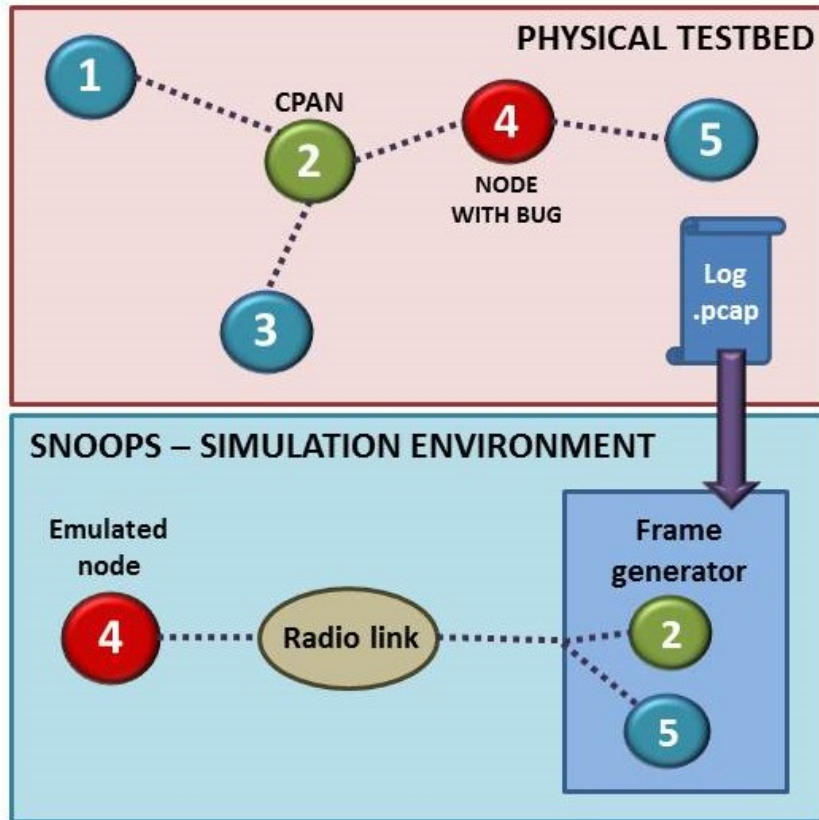 PHYSICAL TESTBED
1
CPAN
2
4
5
NODE
WITH BUG
3
Log
.pcap
SNOOPS – SIMULATION ENVIRONMENT
Emulated
node
4
Radio link
Frame
generator
2
5